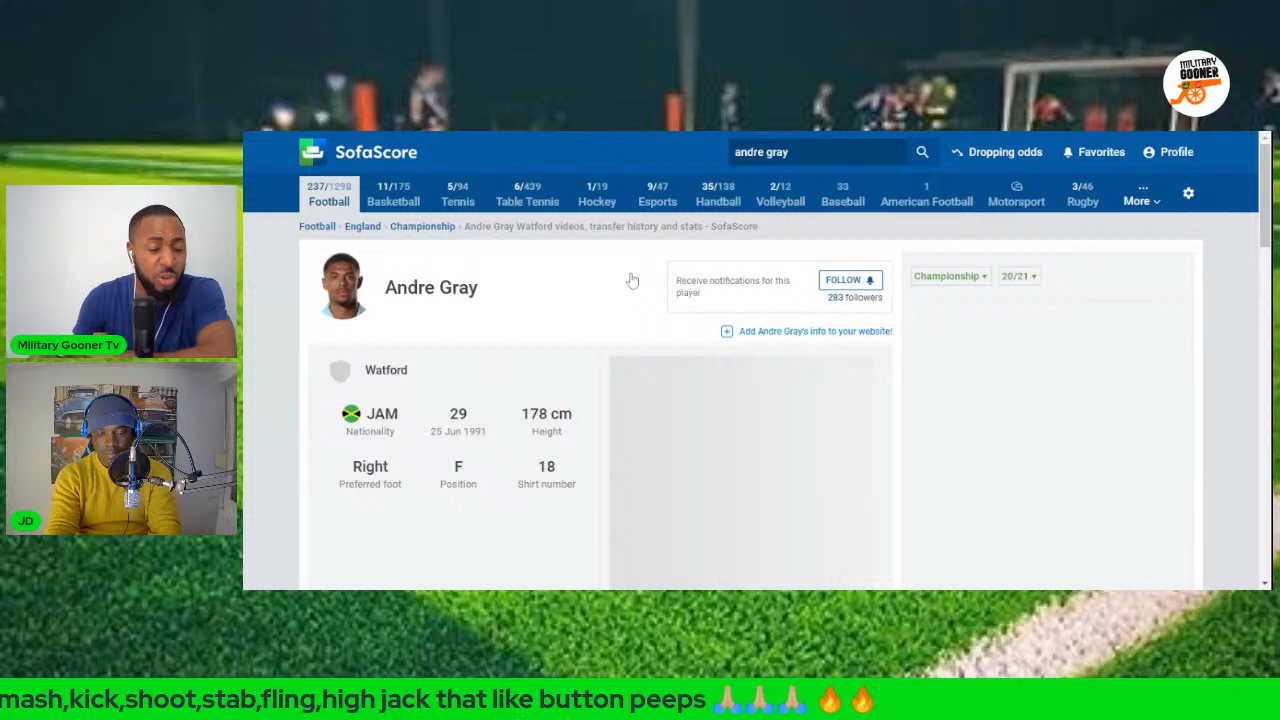 MILITARY
GOONER
SofaScore
andre gray
Dropping odds
Favorites
Profile
237/1298
Football
11/175
Basketball
5/94
Tennis
6/439
Table Tennis
1/19
Hockey
9/47
Esports
35/138
Handball
2/12
Volleyball
33
Baseball
1
American Football
Motorsport
3/46
Rugby
...
More
Football › England › Championship › Andre Gray Watford videos, transfer history and stats - SofaScore
Andre Gray
Receive notifications for this
player
FOLLOW
283 followers
Championship
20/21
Add Andre Gray's info to your website!
Watford
JAM
Nationality
29
25 Jun 1991
178 cm
Height
Right
Preferred foot
F
Position
18
Shirt number
Military Gooner Tv
JD
mash,kick,shoot,stab,fling,high jack that like button peeps 🙏🏽🙏🏽🙏🏽 🔥🔥